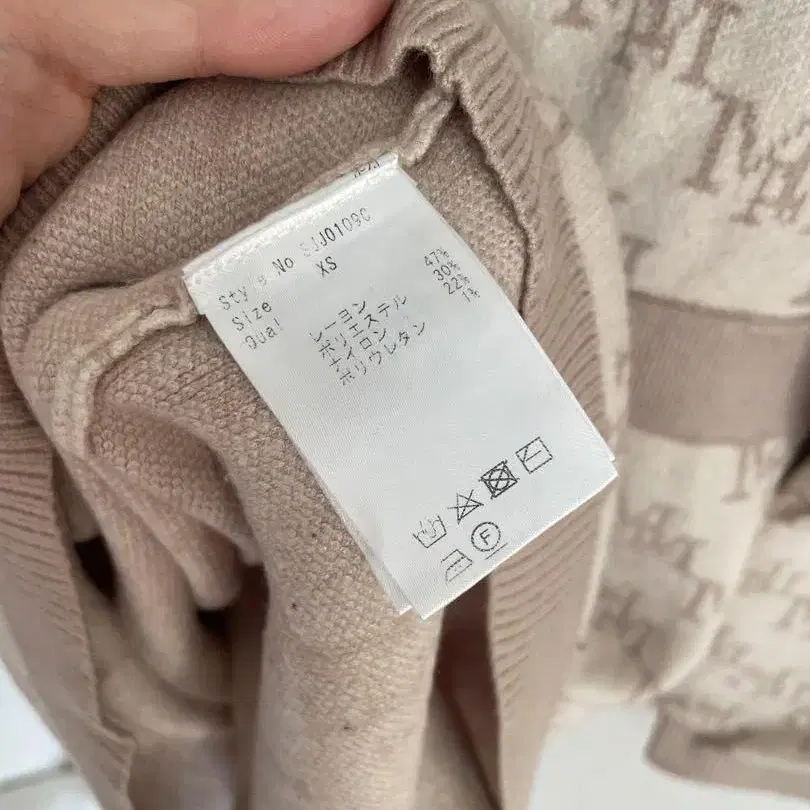 Style No SJJ0109C
Size XS
Qual レーヨン 47%
ポリエステル 30%
ナイロン 22%
ポリウレタン 1%
F